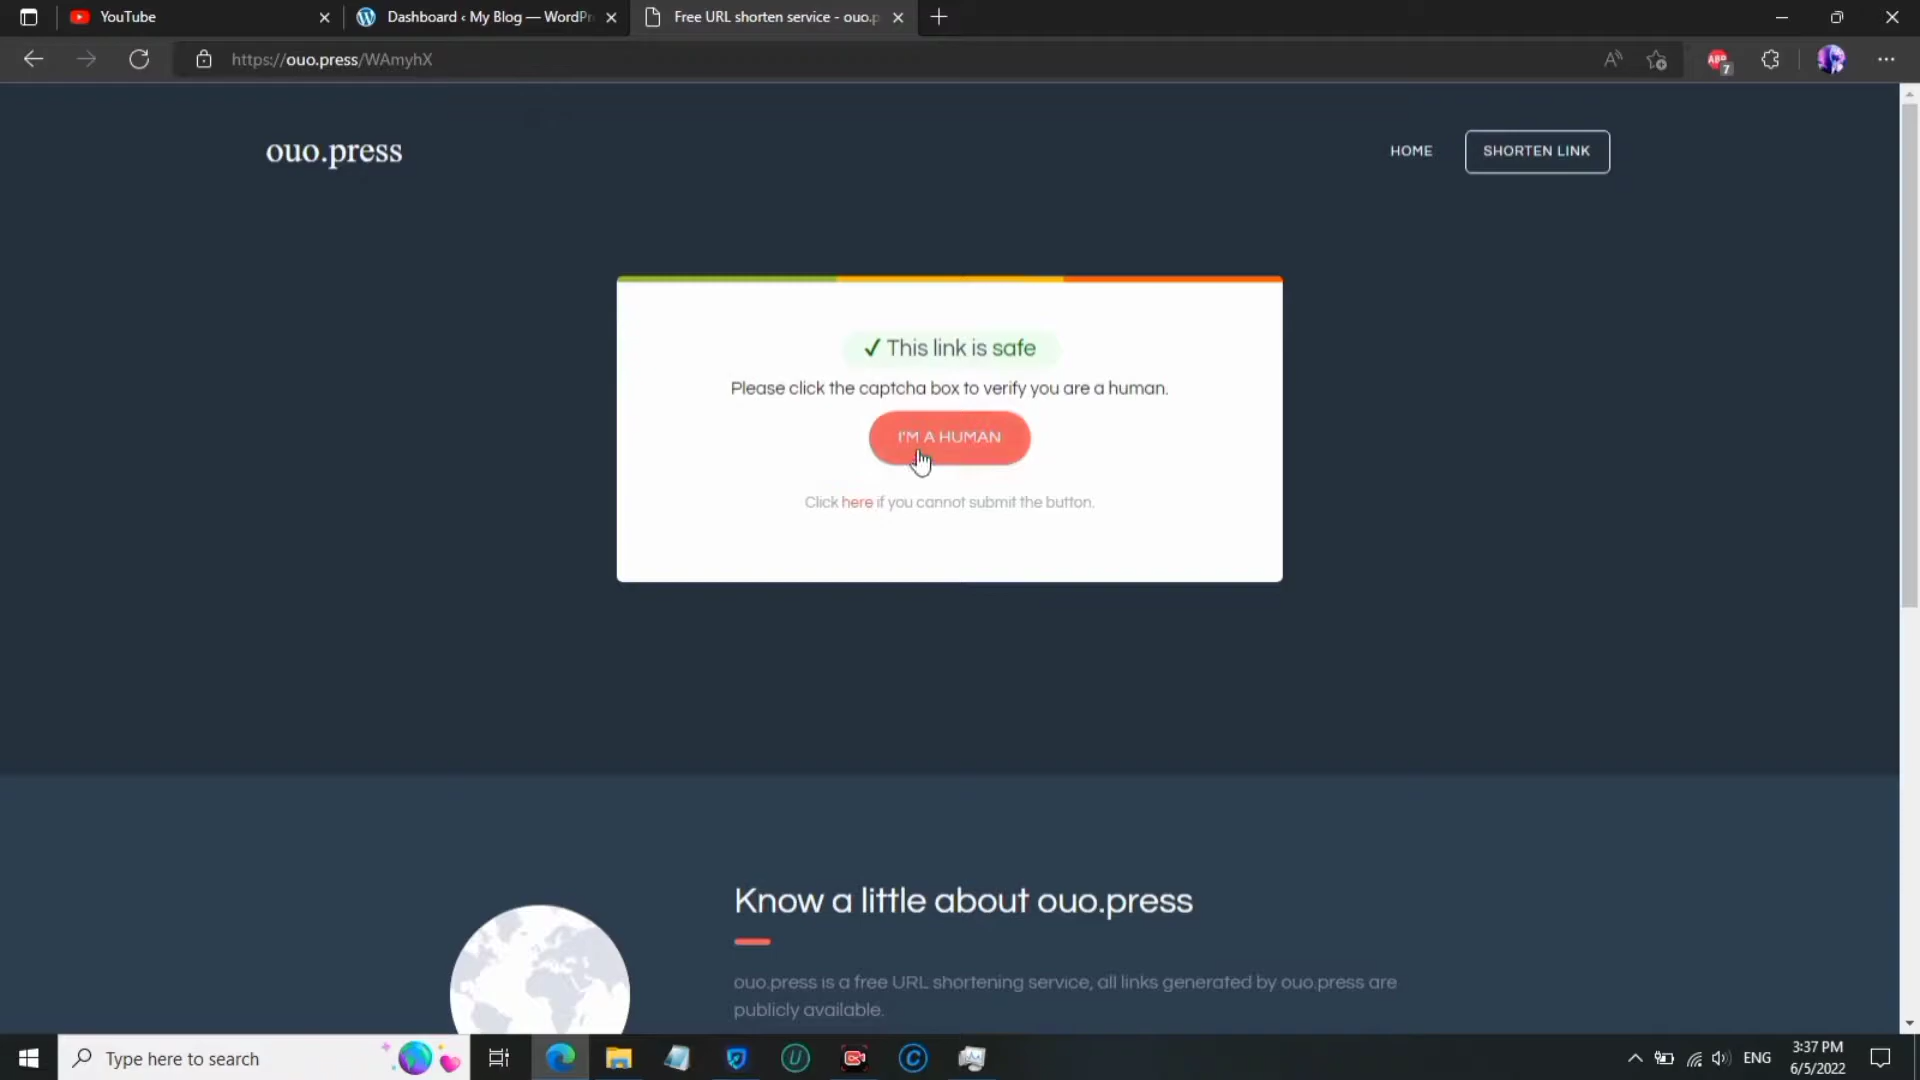 YouTube
Dashboard ‹ My Blog — WordPr
Free URL shorten service - ouo.p
https://ouo.press/WAmyhX
ABP
7
ouo.press
HOME
SHORTEN LINK
✓ This link is safe
Please click the captcha box to verify you are a human.
I'M A HUMAN
Click here if you cannot submit the button.
Know a little about ouo.press
ouo.press is a free URL shortening service, all links generated by ouo.press are
publicly available.
Type here to search
ENG
3:37 PM
6/5/2022